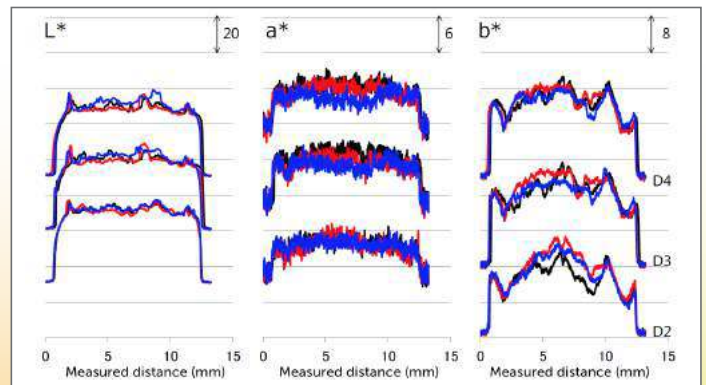 L* 20 a* 6 b* 8
D4
D3
D2
0 5 10 15 0 5 10 15 0 5 10 15
Measured distance (mm) Measured distance (mm) Measured distance (mm)